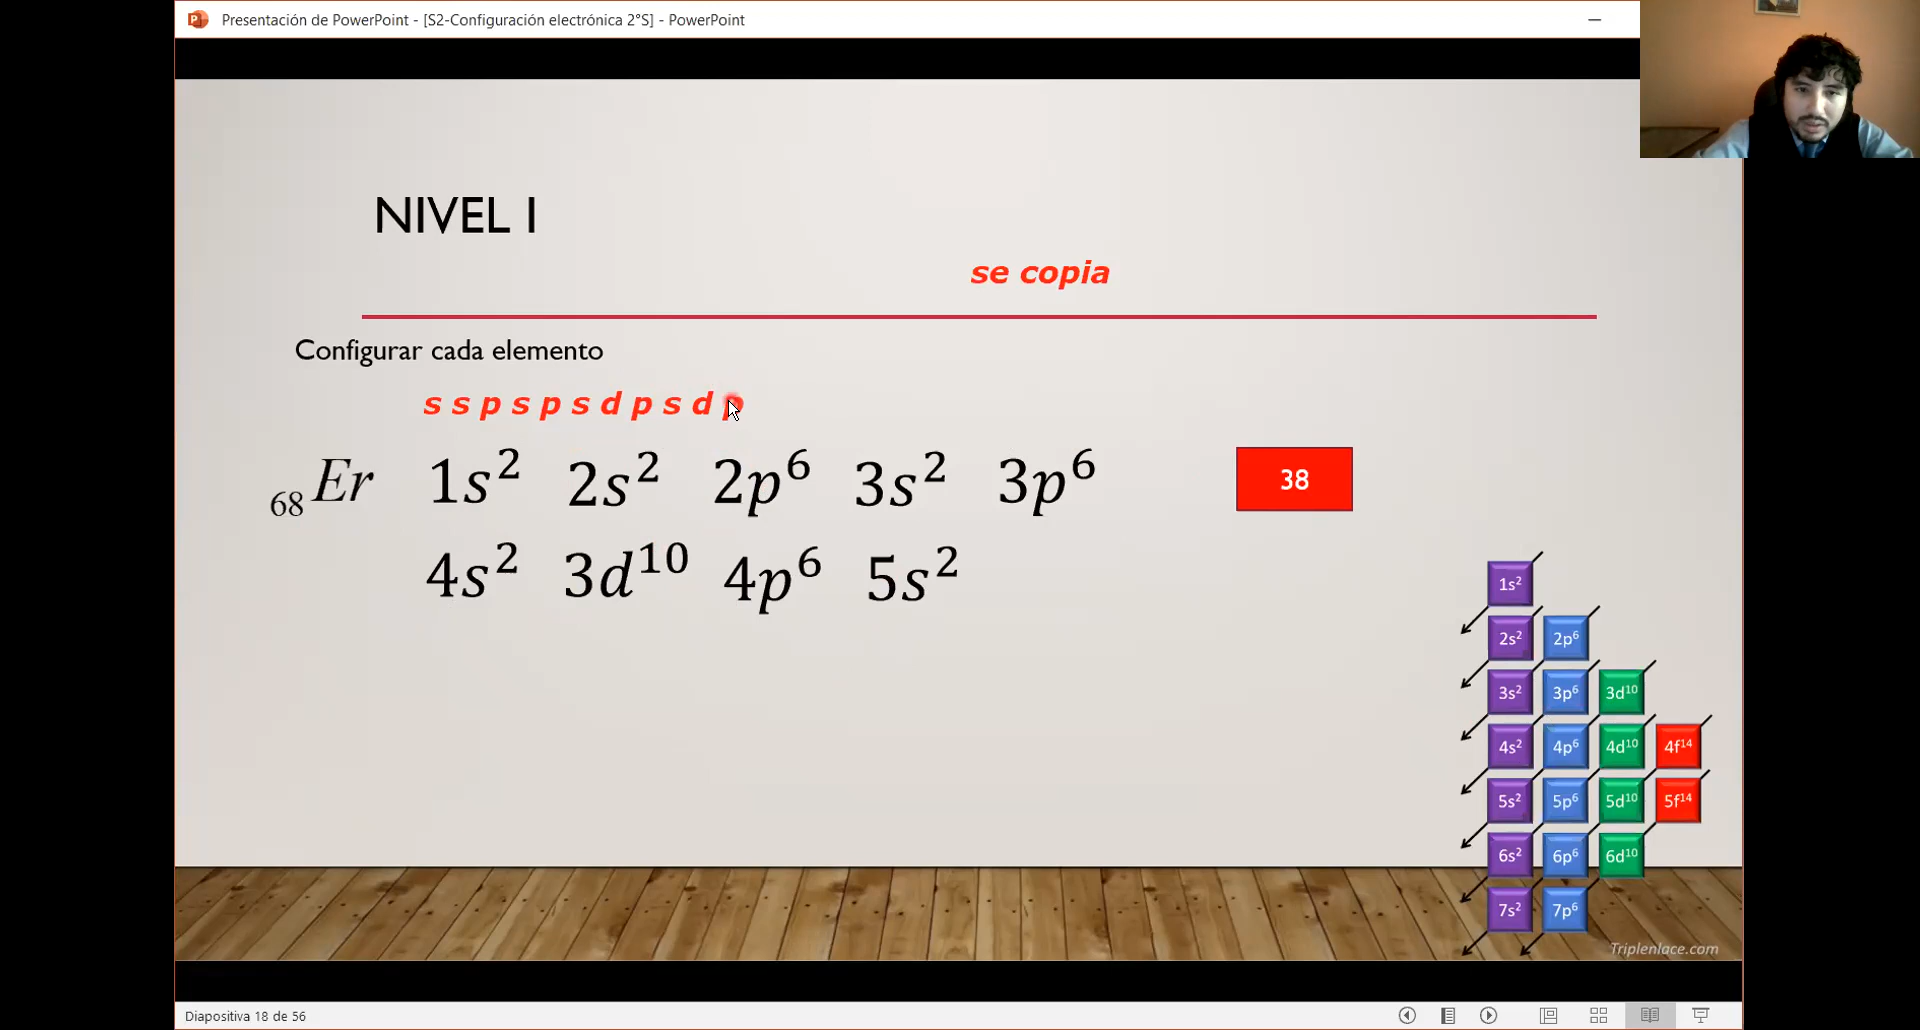 Presentación de PowerPoint - [S2-Configuración electrónica 2°S] - PowerPoint
NIVEL I
se copia
Configurar cada elemento
s s p s p s d p s d p
₆₈Er 1s² 2s² 2p⁶ 3s² 3p⁶
38
4s² 3d¹⁰ 4p⁶ 5s²
1s²
2s² 2p⁶
3s² 3p⁶ 3d¹⁰
4s² 4p⁶ 4d¹⁰ 4f¹⁴
5s² 5p⁶ 5d¹⁰ 5f¹⁴
6s² 6p⁶ 6d¹⁰
7s² 7p⁶
Triplenlace.com
Diapositiva 18 de 56